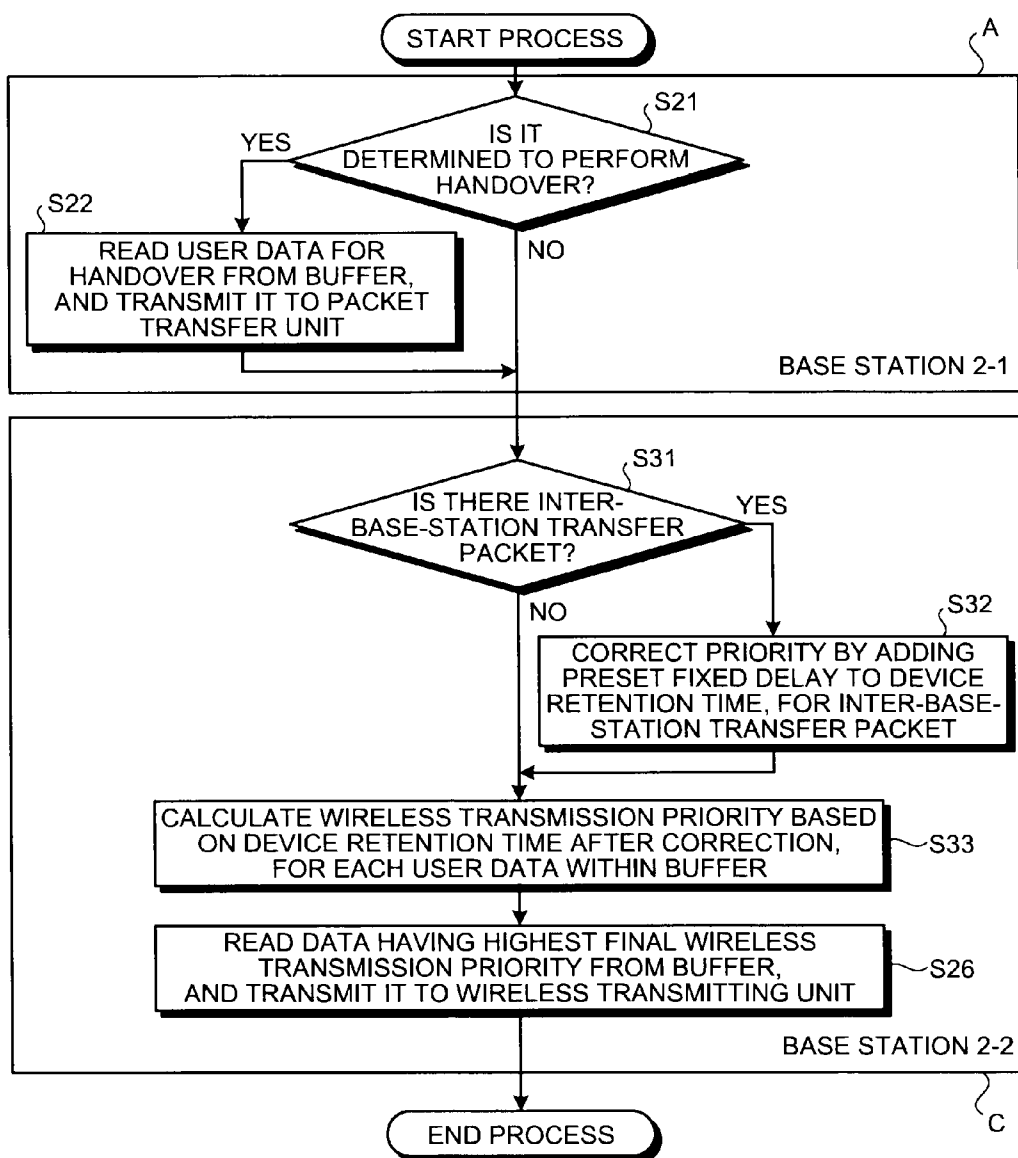 START PROCESS
A
S21
IS IT
DETERMINED TO PERFORM
HANDOVER?
YES
NO
S22
READ USER DATA FOR
HANDOVER FROM BUFFER,
AND TRANSMIT IT TO PACKET
TRANSFER UNIT
BASE STATION 2-1
S31
IS THERE INTER-
BASE-STATION TRANSFER
PACKET?
YES
NO
S32
CORRECT PRIORITY BY ADDING
PRESET FIXED DELAY TO DEVICE
RETENTION TIME, FOR INTER-BASE-
STATION TRANSFER PACKET
CALCULATE WIRELESS TRANSMISSION PRIORITY BASED
ON DEVICE RETENTION TIME AFTER CORRECTION,
FOR EACH USER DATA WITHIN BUFFER
S33
READ DATA HAVING HIGHEST FINAL WIRELESS
TRANSMISSION PRIORITY FROM BUFFER,
AND TRANSMIT IT TO WIRELESS TRANSMITTING UNIT
S26
BASE STATION 2-2
C
END PROCESS